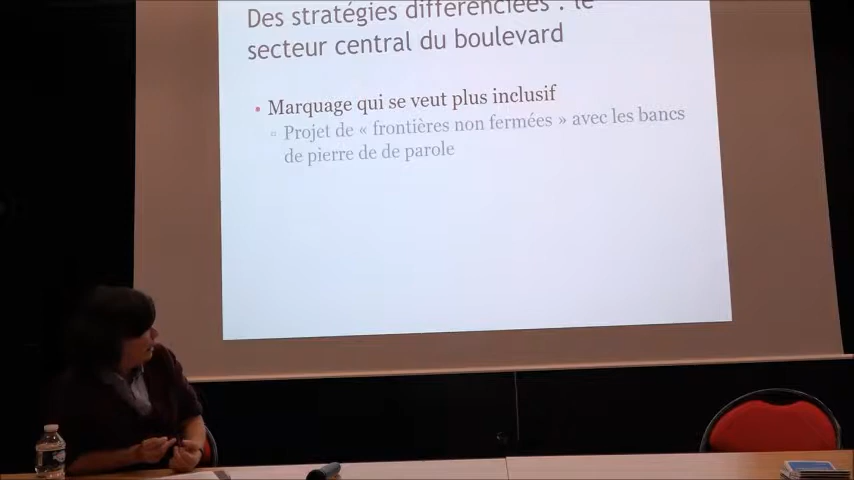 Des stratégies différenciées : le
secteur central du boulevard
Marquage qui se veut plus inclusif
Projet de « frontières non fermées » avec les bancs
de pierre de de parole